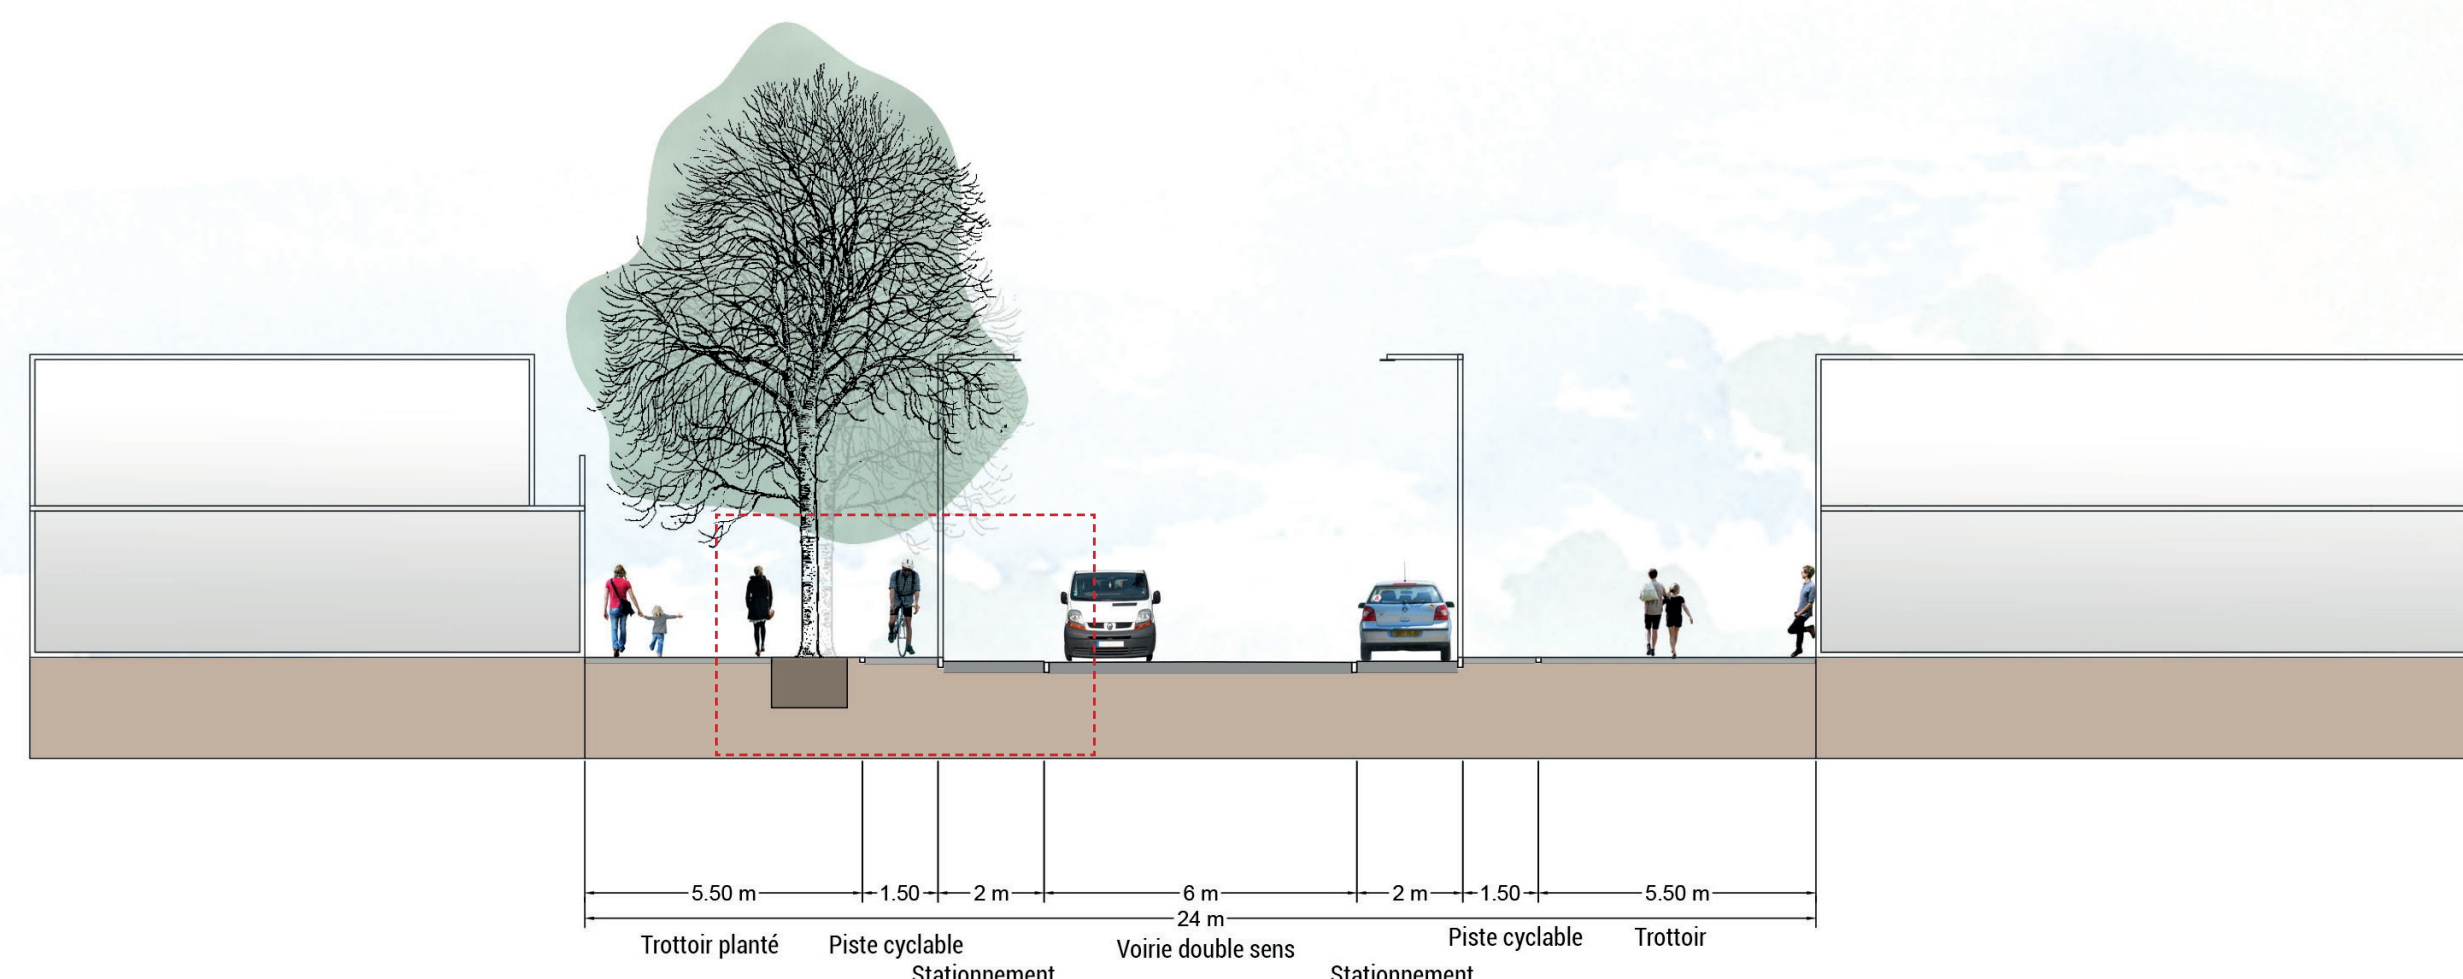 5.50 m 1.50 2 m 6 m 2 m 1.50 5.50 m
24 m
Trottoir planté Piste cyclable Voirie double sens Piste cyclable Trottoir
Stationnement Stationnement